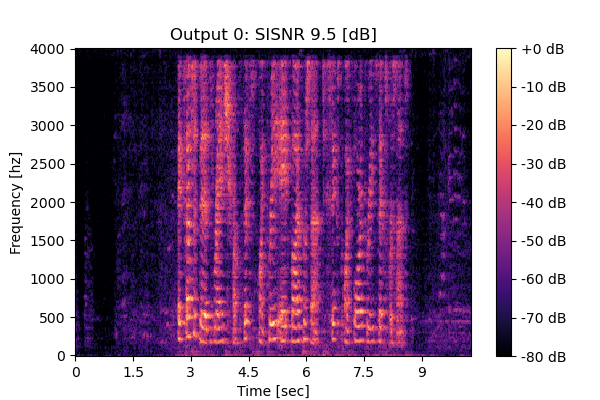 Output 0: SISNR 9.5 [dB]
4000
3500
3000
2500
2000
1500
1000
500
0
Frequency [hz]
0 1.5 3 4.5 6 7.5 9
Time [sec]
+0 dB
-10 dB
-20 dB
-30 dB
-40 dB
-50 dB
-60 dB
-70 dB
-80 dB